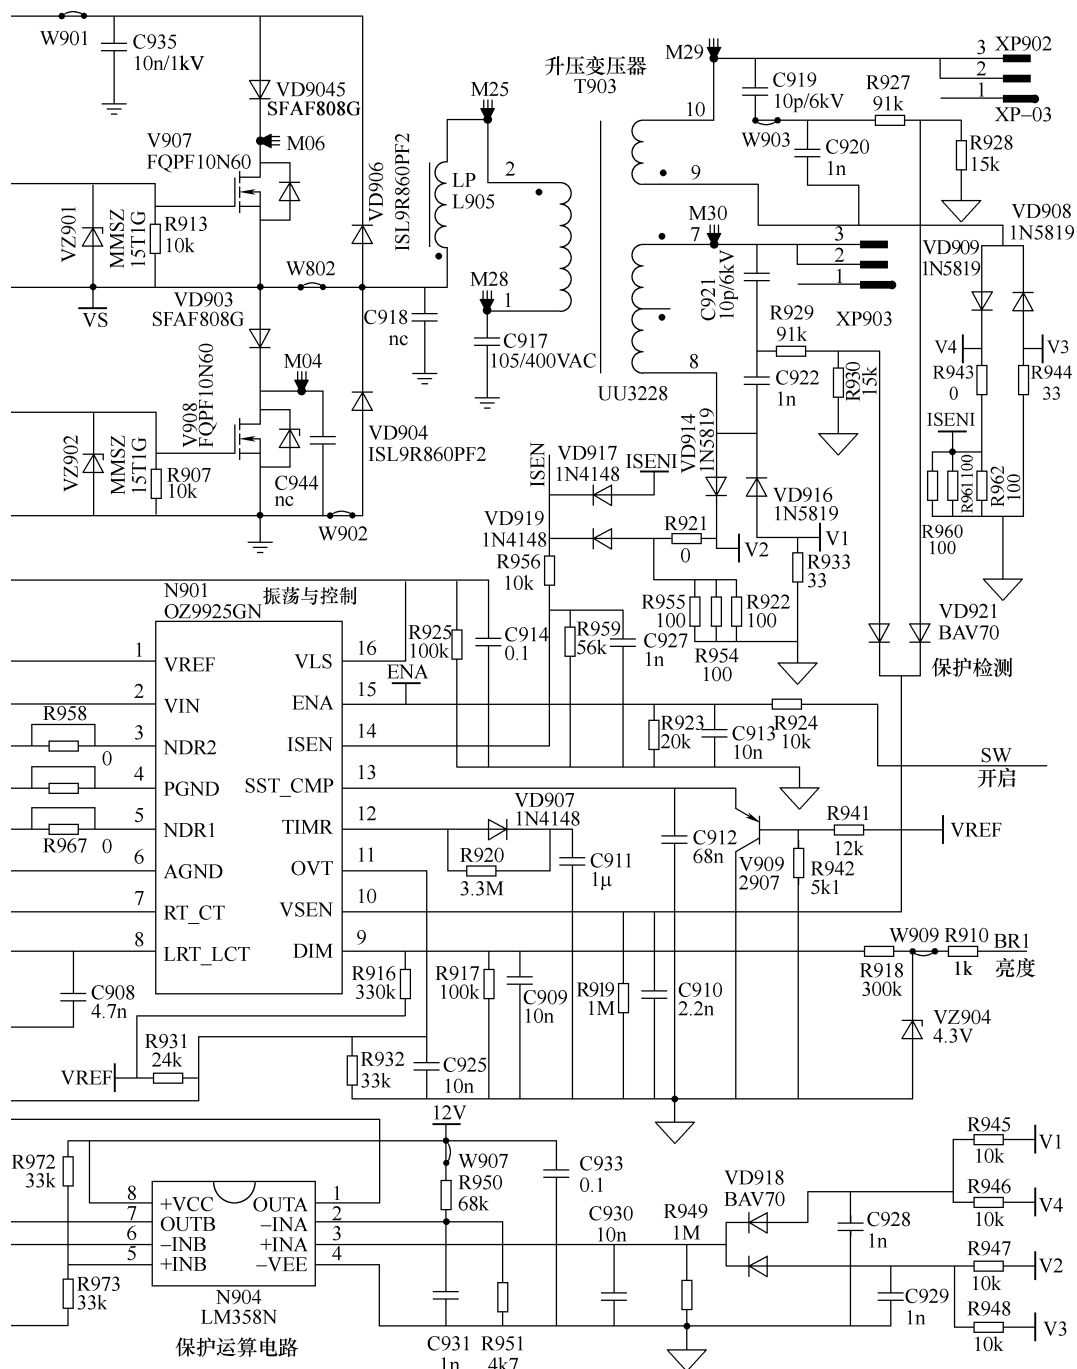 W901
C935
10n/1kV
VD9045
SFAF808G
V907
FQPF10N60
M06
VZ901
MMSZ
15T1G
R913
10k
VS
W802
VD906
ISL9R860PF2
VD903
SFAF808G
V908
FQPF10N60
M04
VZ902
MMSZ
15T1G
R907
10k
C944
nc
W902
VD904
ISL9R860PF2
C918
nc
M25
LP
L905
2
M28
1
C917
105/400VAC
升压变压器
T903
UU3228
M29
10
9
M30
7
8
C919
10p/6kV
W903
C920
1n
R927
91k
R928
15k
3
2
1
XP902
XP-03
C921
10p/6kV
3
2
1
XP903
R929
91k
C922
1n
R930
15k
VD908
1N5819
VD909
1N5819
V4
V3
R943
0
R944
33
ISENI
R961
100
R962
100
R960
100
ISEN
VD917
1N4148
ISENI
VD914
1N5819
VD919
1N4148
R921
0
V2
VD916
1N5819
V1
R933
33
R956
10k
R955
100
R954
100
R922
100
VD921
BAV70
保护检测
N901
OZ9925GN
振荡与控制
1
VREF
2
VIN
3
NDR2
4
PGND
5
NDR1
6
AGND
7
RT_CT
8
LRT_LCT
VLS
16
ENA
15
ISEN
14
SST_CMP
13
TIMR
12
OVT
11
VSEN
10
DIM
9
R958
0
R967
0
R925
100k
C914
0.1
ENA
R959
56k
C927
1n
R923
20k
C913
10n
R924
10k
SW
开启
VD907
1N4148
R920
3.3M
C911
1μ
C912
68n
V909
2907
R941
12k
R942
5k1
VREF
C908
4.7n
R916
330k
R917
100k
C909
10n
R919
1M
C910
2.2n
R918
300k
W909
R910
1k
BR1
亮度
VZ904
4.3V
R931
24k
VREF
R932
33k
C925
10n
12V
R972
33k
W907
R950
68k
C933
0.1
8
7
6
5
+VCC
OUTB
-INB
+INB
OUTA
-INA
+INA
-VEE
1
2
3
4
N904
LM358N
保护运算电路
R973
33k
C931
1n
R951
4k7
C930
10n
R949
1M
VD918
BAV70
C928
1n
C929
1n
R945
10k
V1
R946
10k
V4
R947
10k
V2
R948
10k
V3